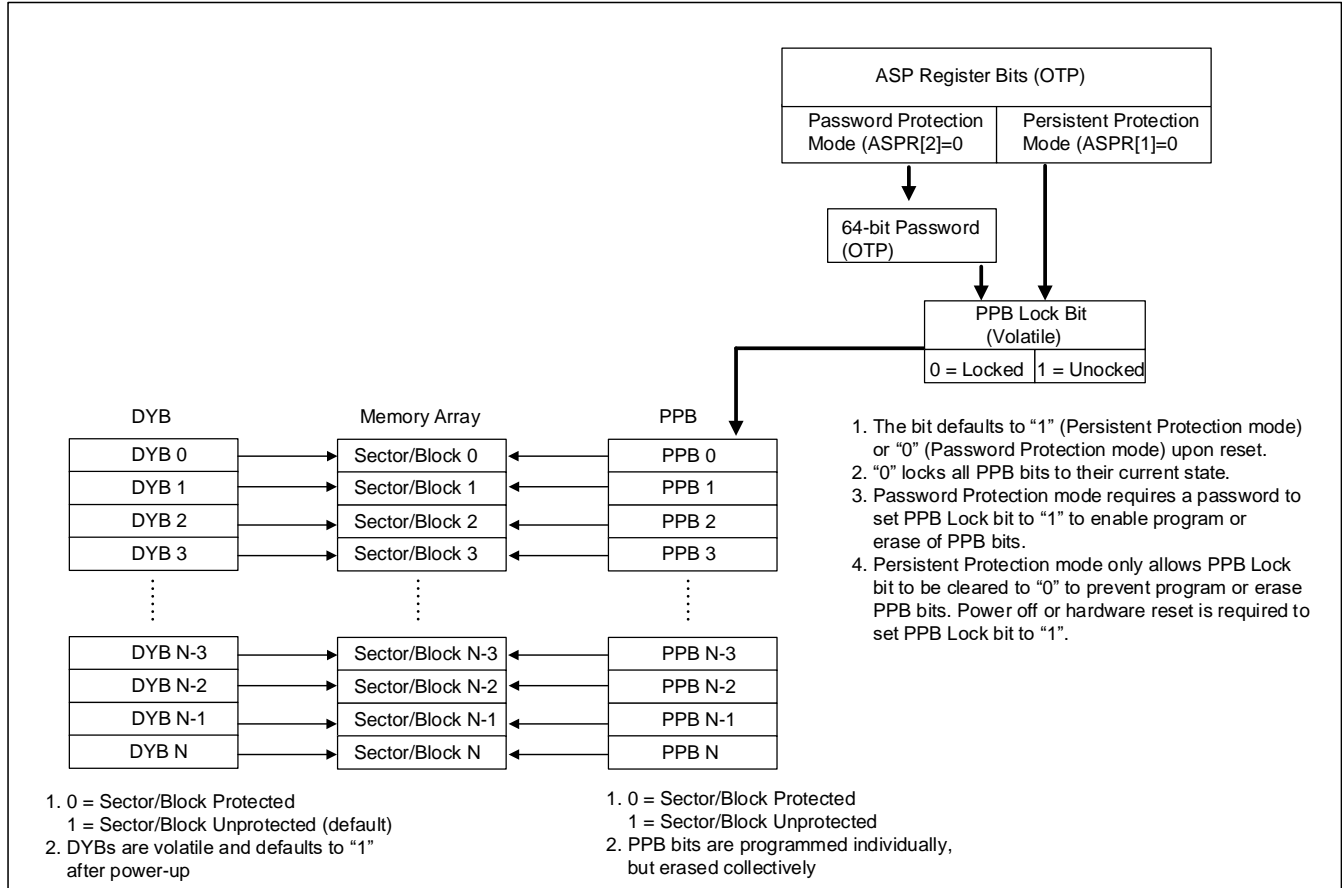 ASP Register Bits (OTP)
Password Protection
Mode (ASPR[2]=0
Persistent Protection
Mode (ASPR[1]=0
64-bit Password
(OTP)
PPB Lock Bit
(Volatile)
0 = Locked
1 = Unocked
1. The bit defaults to “1” (Persistent Protection mode)
or “0” (Password Protection mode) upon reset.
2. “0” locks all PPB bits to their current state.
3. Password Protection mode requires a password to
set PPB Lock bit to “1” to enable program or
erase of PPB bits.
4. Persistent Protection mode only allows PPB Lock
bit to be cleared to “0” to prevent program or erase
PPB bits. Power off or hardware reset is required to
set PPB Lock bit to “1”.
DYB Memory Array PPB
DYB 0 Sector/Block 0 PPB 0
DYB 1 Sector/Block 1 PPB 1
DYB 2 Sector/Block 2 PPB 2
DYB 3 Sector/Block 3 PPB 3
DYB N-3 Sector/Block N-3 PPB N-3
DYB N-2 Sector/Block N-2 PPB N-2
DYB N-1 Sector/Block N-1 PPB N-1
DYB N Sector/Block N PPB N
1. 0 = Sector/Block Protected
1 = Sector/Block Unprotected (default)
2. DYBs are volatile and defaults to “1”
after power-up
1. 0 = Sector/Block Protected
1 = Sector/Block Unprotected
2. PPB bits are programmed individually,
but erased collectively